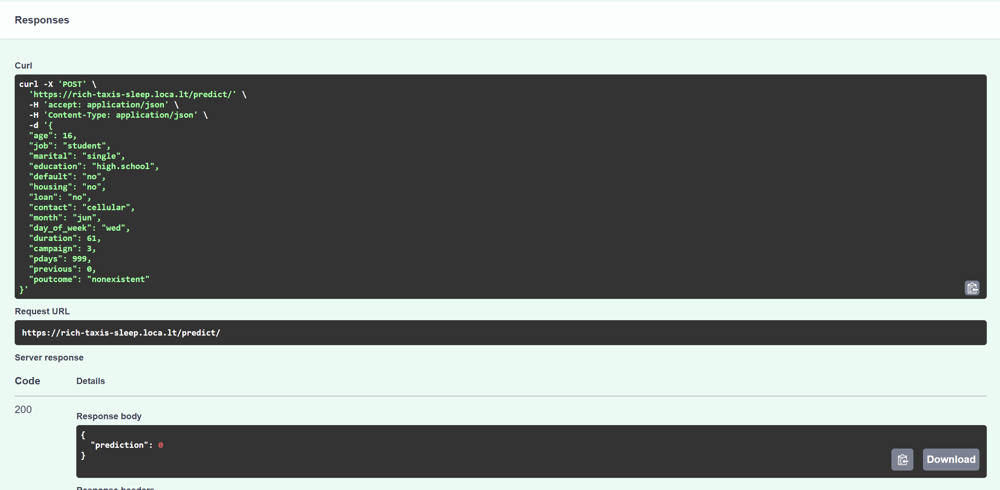 Responses
Curl
curl -X 'POST' \
  'https://rich-taxis-sleep.loca.lt/predict/' \
  -H 'accept: application/json' \
  -H 'Content-Type: application/json' \
  -d '{
  "age": 16,
  "job": "student",
  "marital": "single",
  "education": "high.school",
  "default": "no",
  "housing": "no",
  "loan": "no",
  "contact": "cellular",
  "month": "jun",
  "day_of_week": "wed",
  "duration": 61,
  "campaign": 3,
  "pdays": 999,
  "previous": 0,
  "poutcome": "nonexistent"
}'
Request URL
https://rich-taxis-sleep.loca.lt/predict/
Server response
Code Details
200
Response body
{
  "prediction": 0
}
Download
Response headers